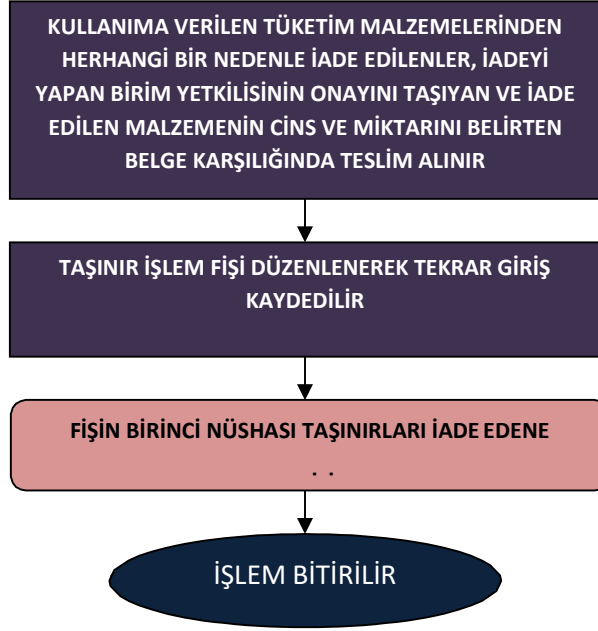 KULLANIMA VERİLEN TÜKETİM MALZEMELERİNDEN
HERHANGİ BİR NEDENLE İADE EDİLENLER, İADEYİ
YAPAN BİRİM YETKİLİSİNİN ONAYINI TAŞIYAN VE İADE
EDİLEN MALZEMENİN CİNS VE MİKTARINI BELİRTEN
BELGE KARŞILIĞINDA TESLİM ALINIR
TAŞINIR İŞLEM FİŞİ DÜZENLENEREK TEKRAR GİRİŞ
KAYDEDİLİR
FİŞİN BİRİNCİ NÜSHASI TAŞINIRLARI İADE EDENE
İŞLEM BİTİRİLİR